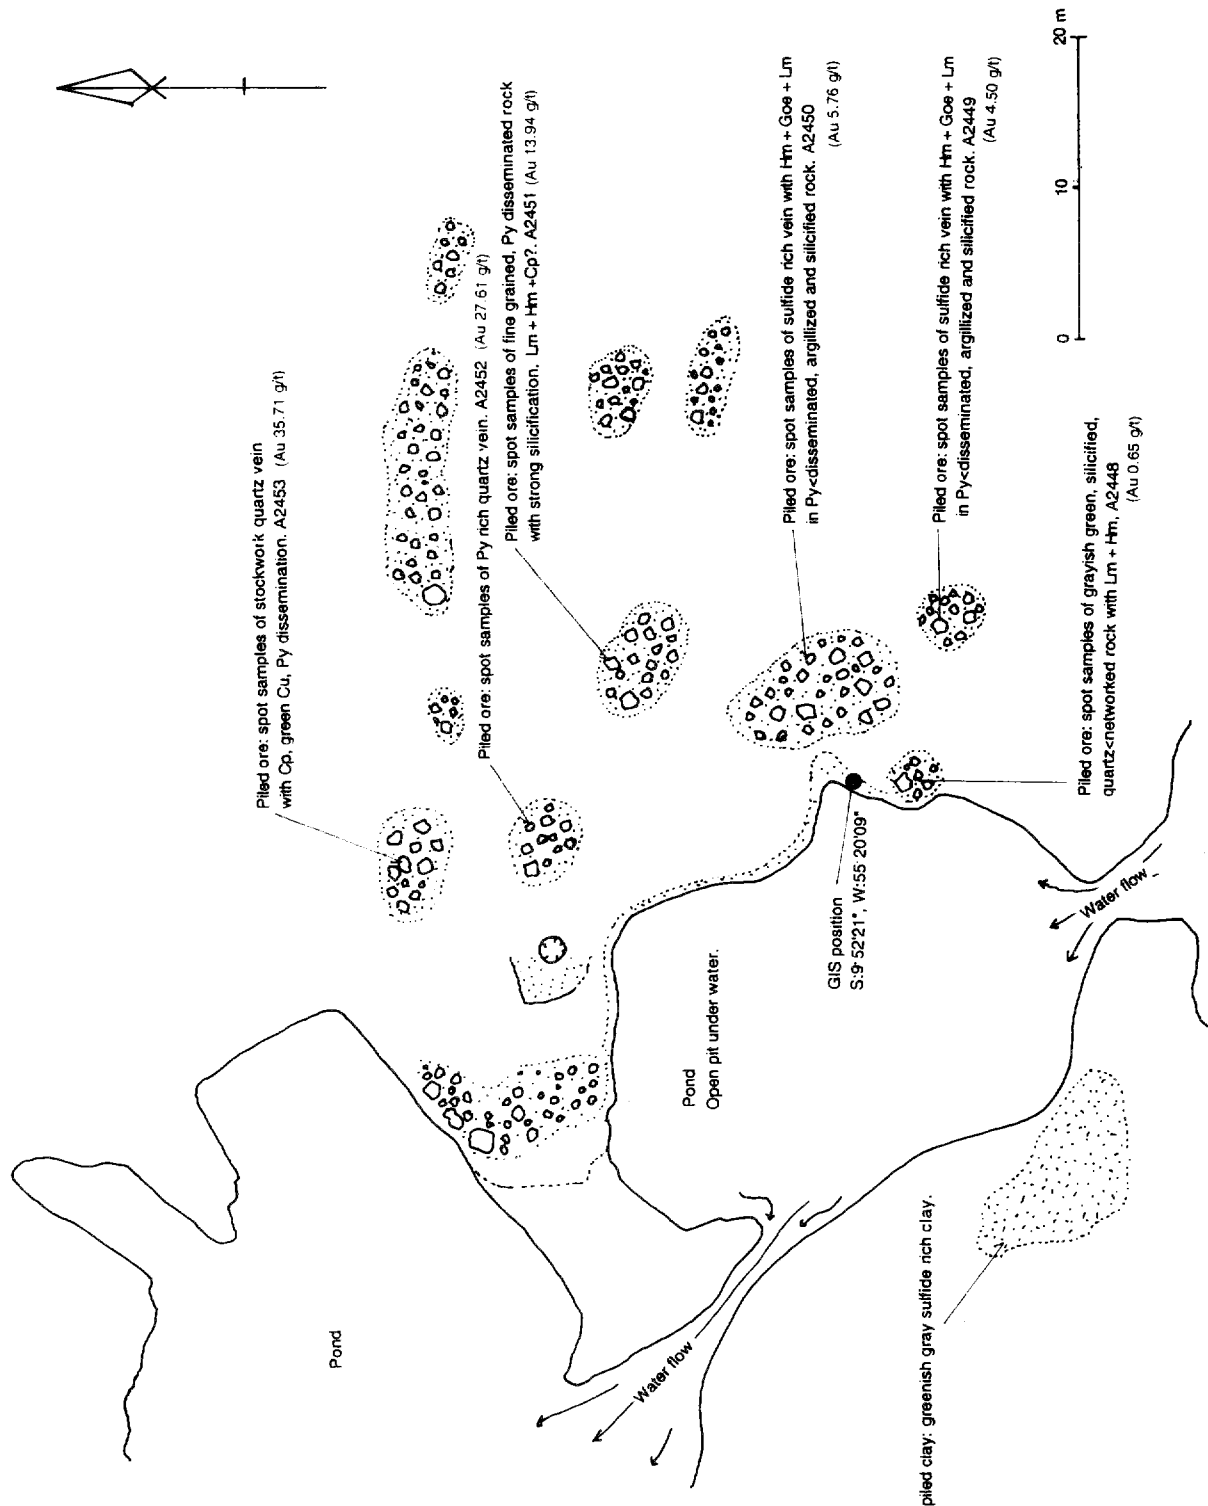 Piled ore: spot samples of stockwork quartz vein
with Cp, green Cu, Py dissemination. A2453 (Au 35.71 g/t)
Piled ore: spot samples of Py rich quartz vein. A2452 (Au 27.61 g/t)
Piled ore: spot samples of fine grained, Py disseminated rock
with strong silification. Lm + Hm +Cp?. A2451 (Au 13.94 g/t)
Piled ore: spot samples of sulfide rich vein with Hm + Goe + Lm
in Py<disseminated, argillized and silicified rock. A2450
(Au 5.76 g/t)
Piled ore: spot samples of sulfide rich vein with Hm + Goe + Lm
in Py<disseminated, argillized and silicified rock. A2449
(Au 4.50 g/t)
Piled ore: spot samples of grayish green, silicified,
quartz<networked rock with Lm + Hm, A2448
(Au 0.65 g/t)
0 10 20 m
GIS position
S:9°52'21", W:55°20'09"
Pond
Open pit under water.
Water flow
Pond
Water flow
piled clay: greenish gray sulfide rich clay.